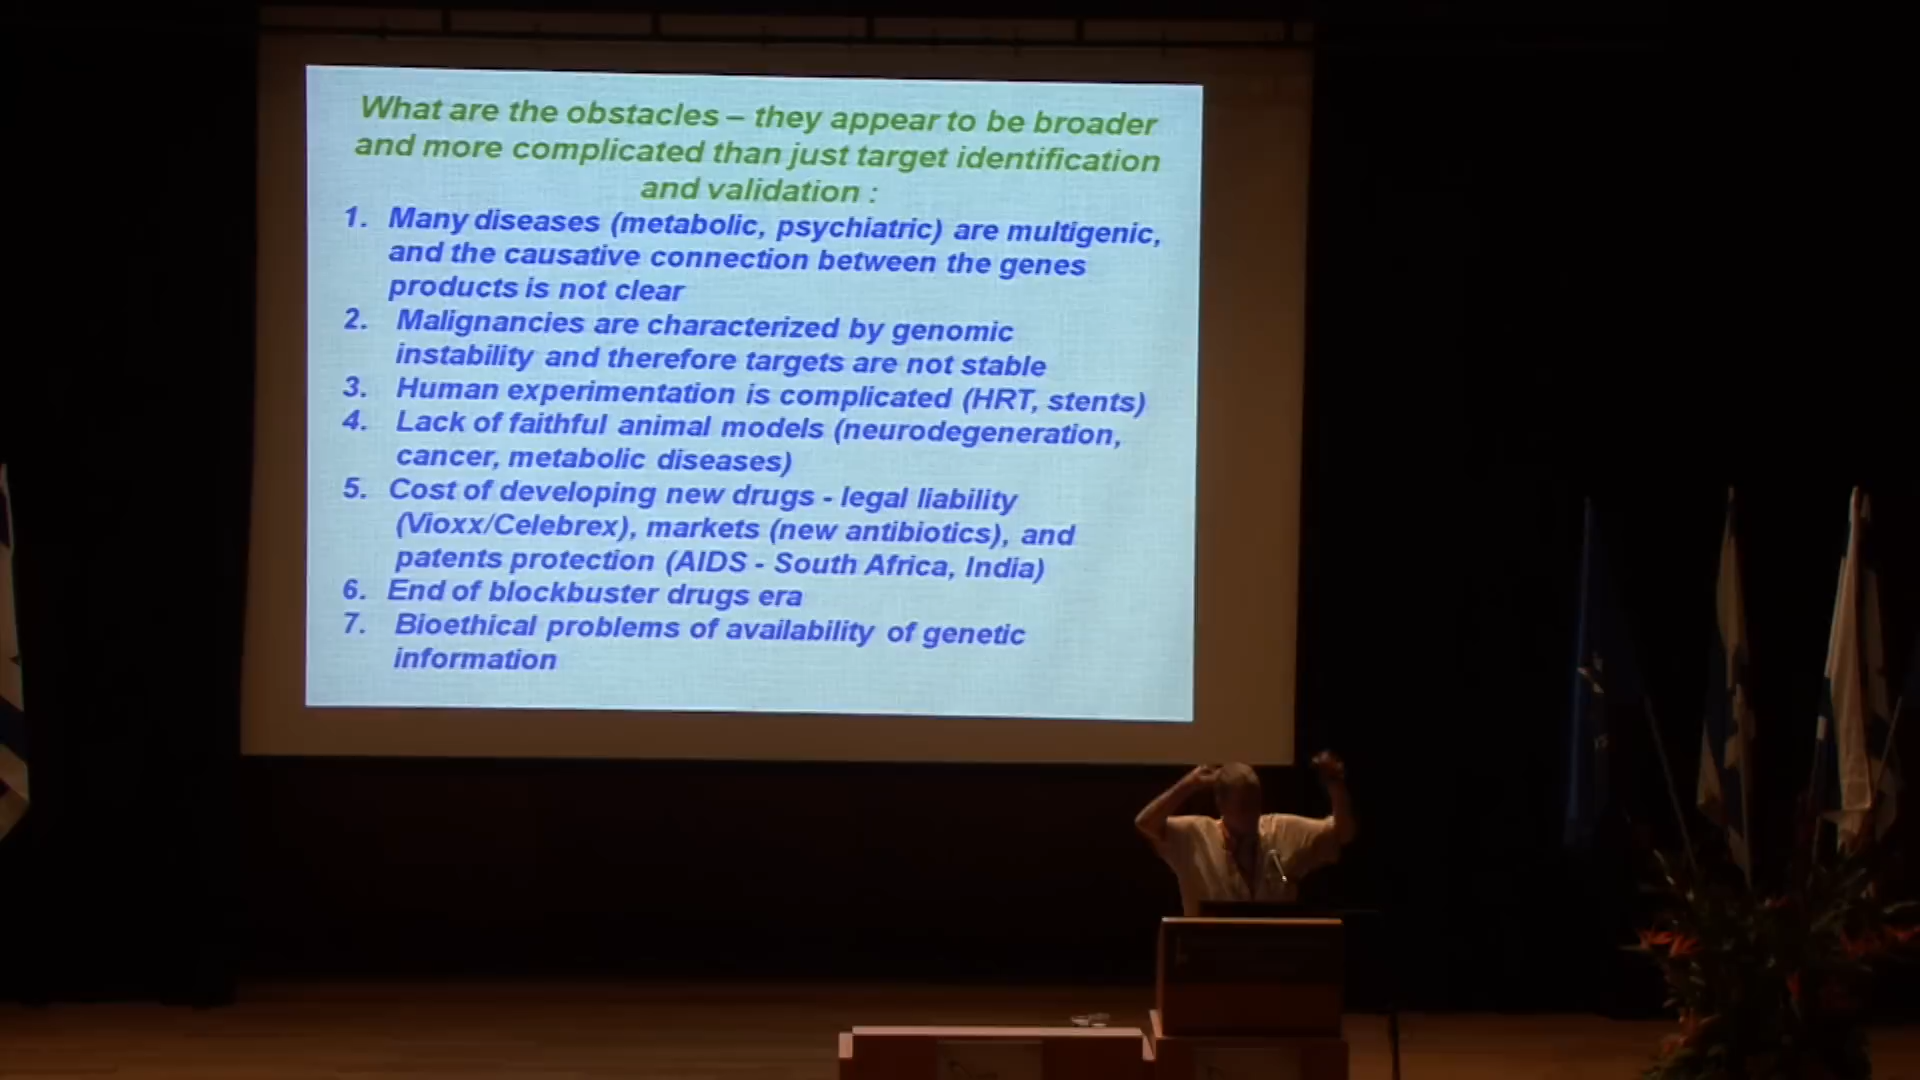 What are the obstacles – they appear to be broader
and more complicated than just target identification
and validation :
1. Many diseases (metabolic, psychiatric) are multigenic,
and the causative connection between the genes
products is not clear
2. Malignancies are characterized by genomic
instability and therefore targets are not stable
3. Human experimentation is complicated (HRT, stents)
4. Lack of faithful animal models (neurodegeneration,
cancer, metabolic diseases)
5. Cost of developing new drugs - legal liability
(Vioxx/Celebrex), markets (new antibiotics), and
patents protection (AIDS - South Africa, India)
6. End of blockbuster drugs era
7. Bioethical problems of availability of genetic
information